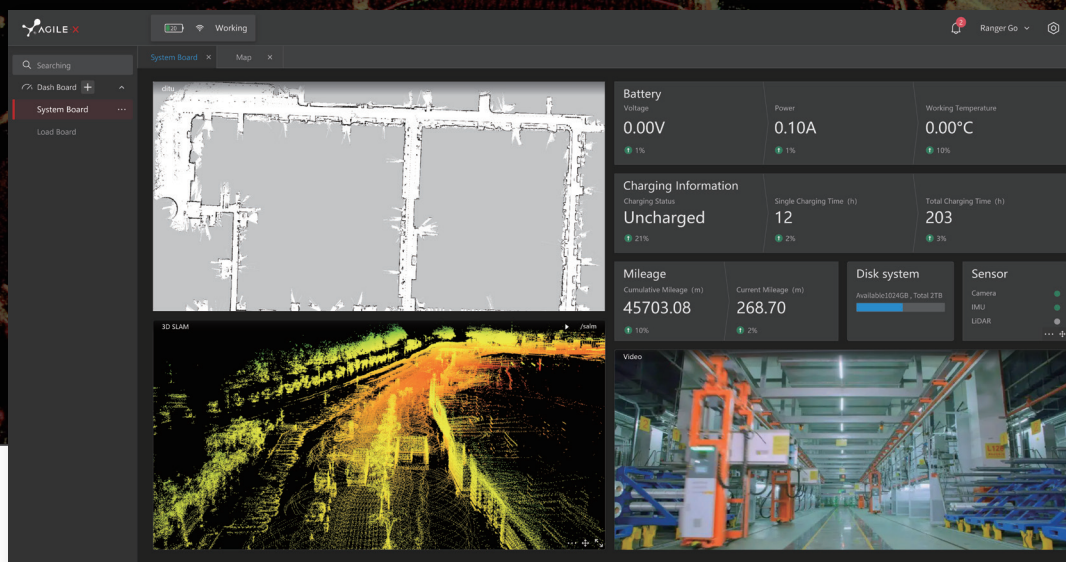 AGILE X
20 Working
2
Ranger Go
System Board ×
Map ×
Searching
Dash Board +
System Board ...
Load Board
ditu
Battery
Voltage Power Working Temperature
0.00V 0.10A 0.00°C
1% 1% 10%
Charging Information
Charging Status Single Charging Time (h) Total Charging Time (h)
Uncharged 12 203
21% 2% 3%
Mileage
Cumulative Mileage (m) Current Mileage (m)
45703.08 268.70
10% 2%
Disk system
Available1024GB , Total 2TB
Sensor
Camera
IMU
LiDAR
3D SLAM
/salm
Video